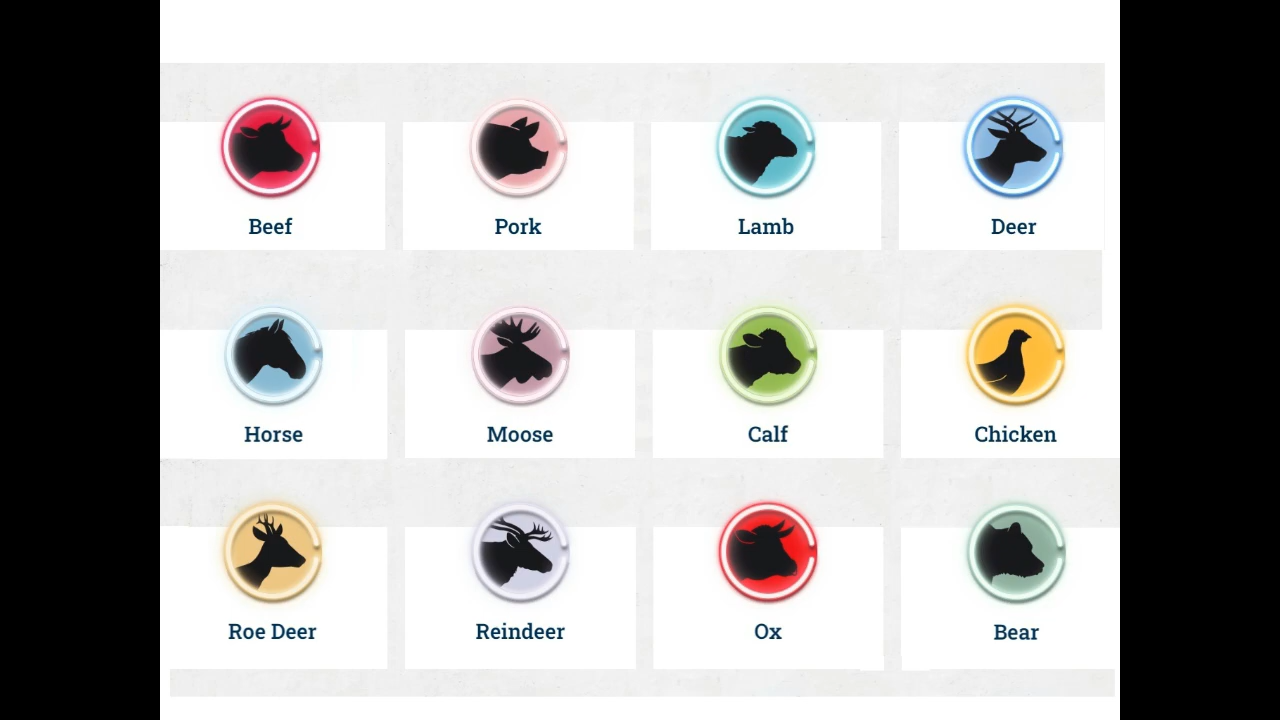 Beef
Pork
Lamb
Deer
Horse
Moose
Calf
Chicken
Roe Deer
Reindeer
Ox
Bear